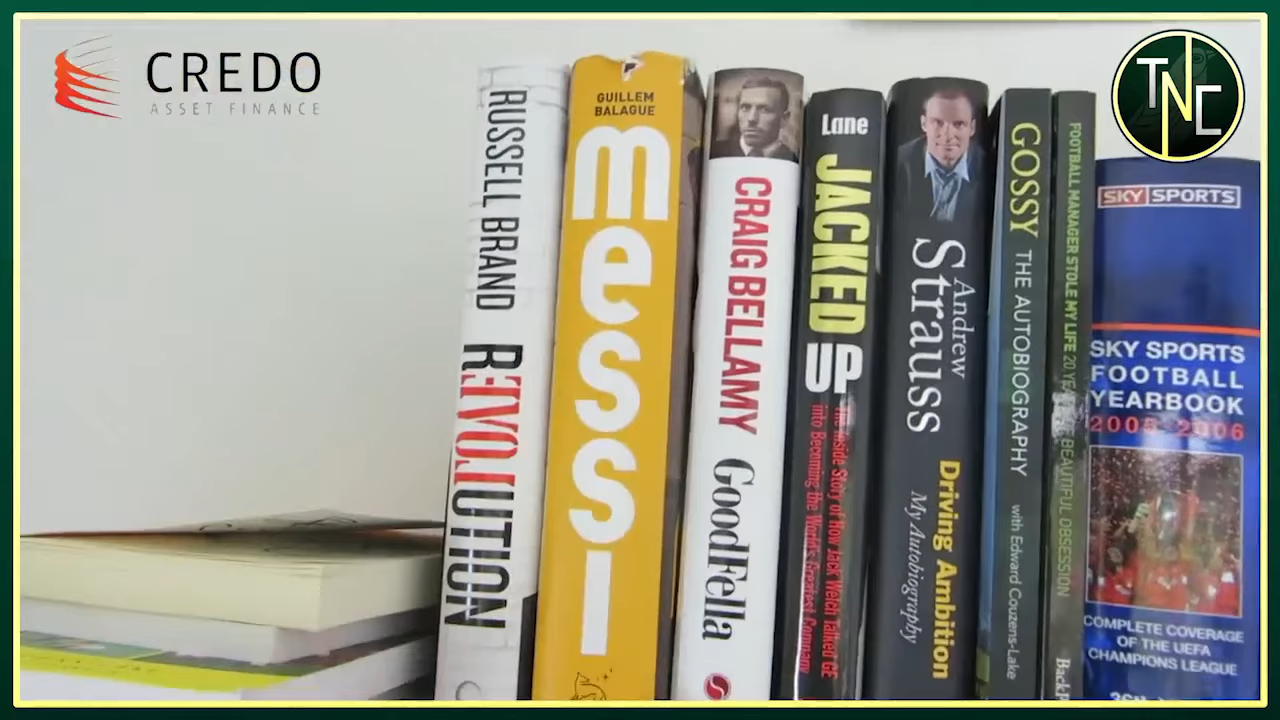 CREDO
ASSET FINANCE
TNC
RUSSELL BRAND REVOLUTION
GUILLEM
BALAGUE
messi
CRAIG BELLAMY GOODFELLA
Lane
JACKED UP
The Inside Story of How Jack Welch Talked GE
into Becoming the World's Greatest Company
Andrew
Strauss
Driving Ambition
My Autobiography
GOSSY THE AUTOBIOGRAPHY with Edward Couzens-Lake
FOOTBALL MANAGER STOLE MY LIFE 20 BEAUTIFUL OBSESSION
SKY SPORTS
SKY SPORTS
FOOTBALL
YEARBOOK
2005-2006
COMPLETE COVERAGE
OF THE UEFA
CHAMPIONS LEAGUE